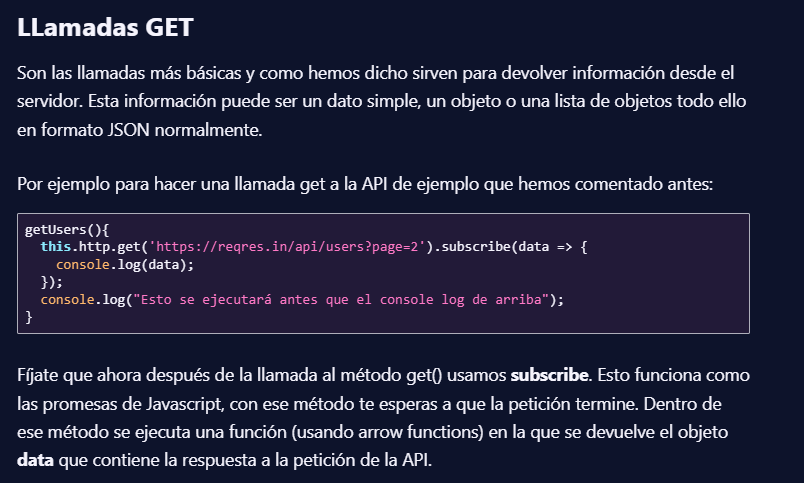 LLamadas GET
Son las llamadas más básicas y como hemos dicho sirven para devolver información desde el
servidor. Esta información puede ser un dato simple, un objeto o una lista de objetos todo ello
en formato JSON normalmente.
Por ejemplo para hacer una llamada get a la API de ejemplo que hemos comentado antes:
getUsers(){
  this.http.get('https://reqres.in/api/users?page=2').subscribe(data => {
    console.log(data);
  });
  console.log("Esto se ejecutará antes que el console log de arriba");
}
Fíjate que ahora después de la llamada al método get() usamos subscribe. Esto funciona como
las promesas de Javascript, con ese método te esperas a que la petición termine. Dentro de
ese método se ejecuta una función (usando arrow functions) en la que se devuelve el objeto
data que contiene la respuesta a la petición de la API.